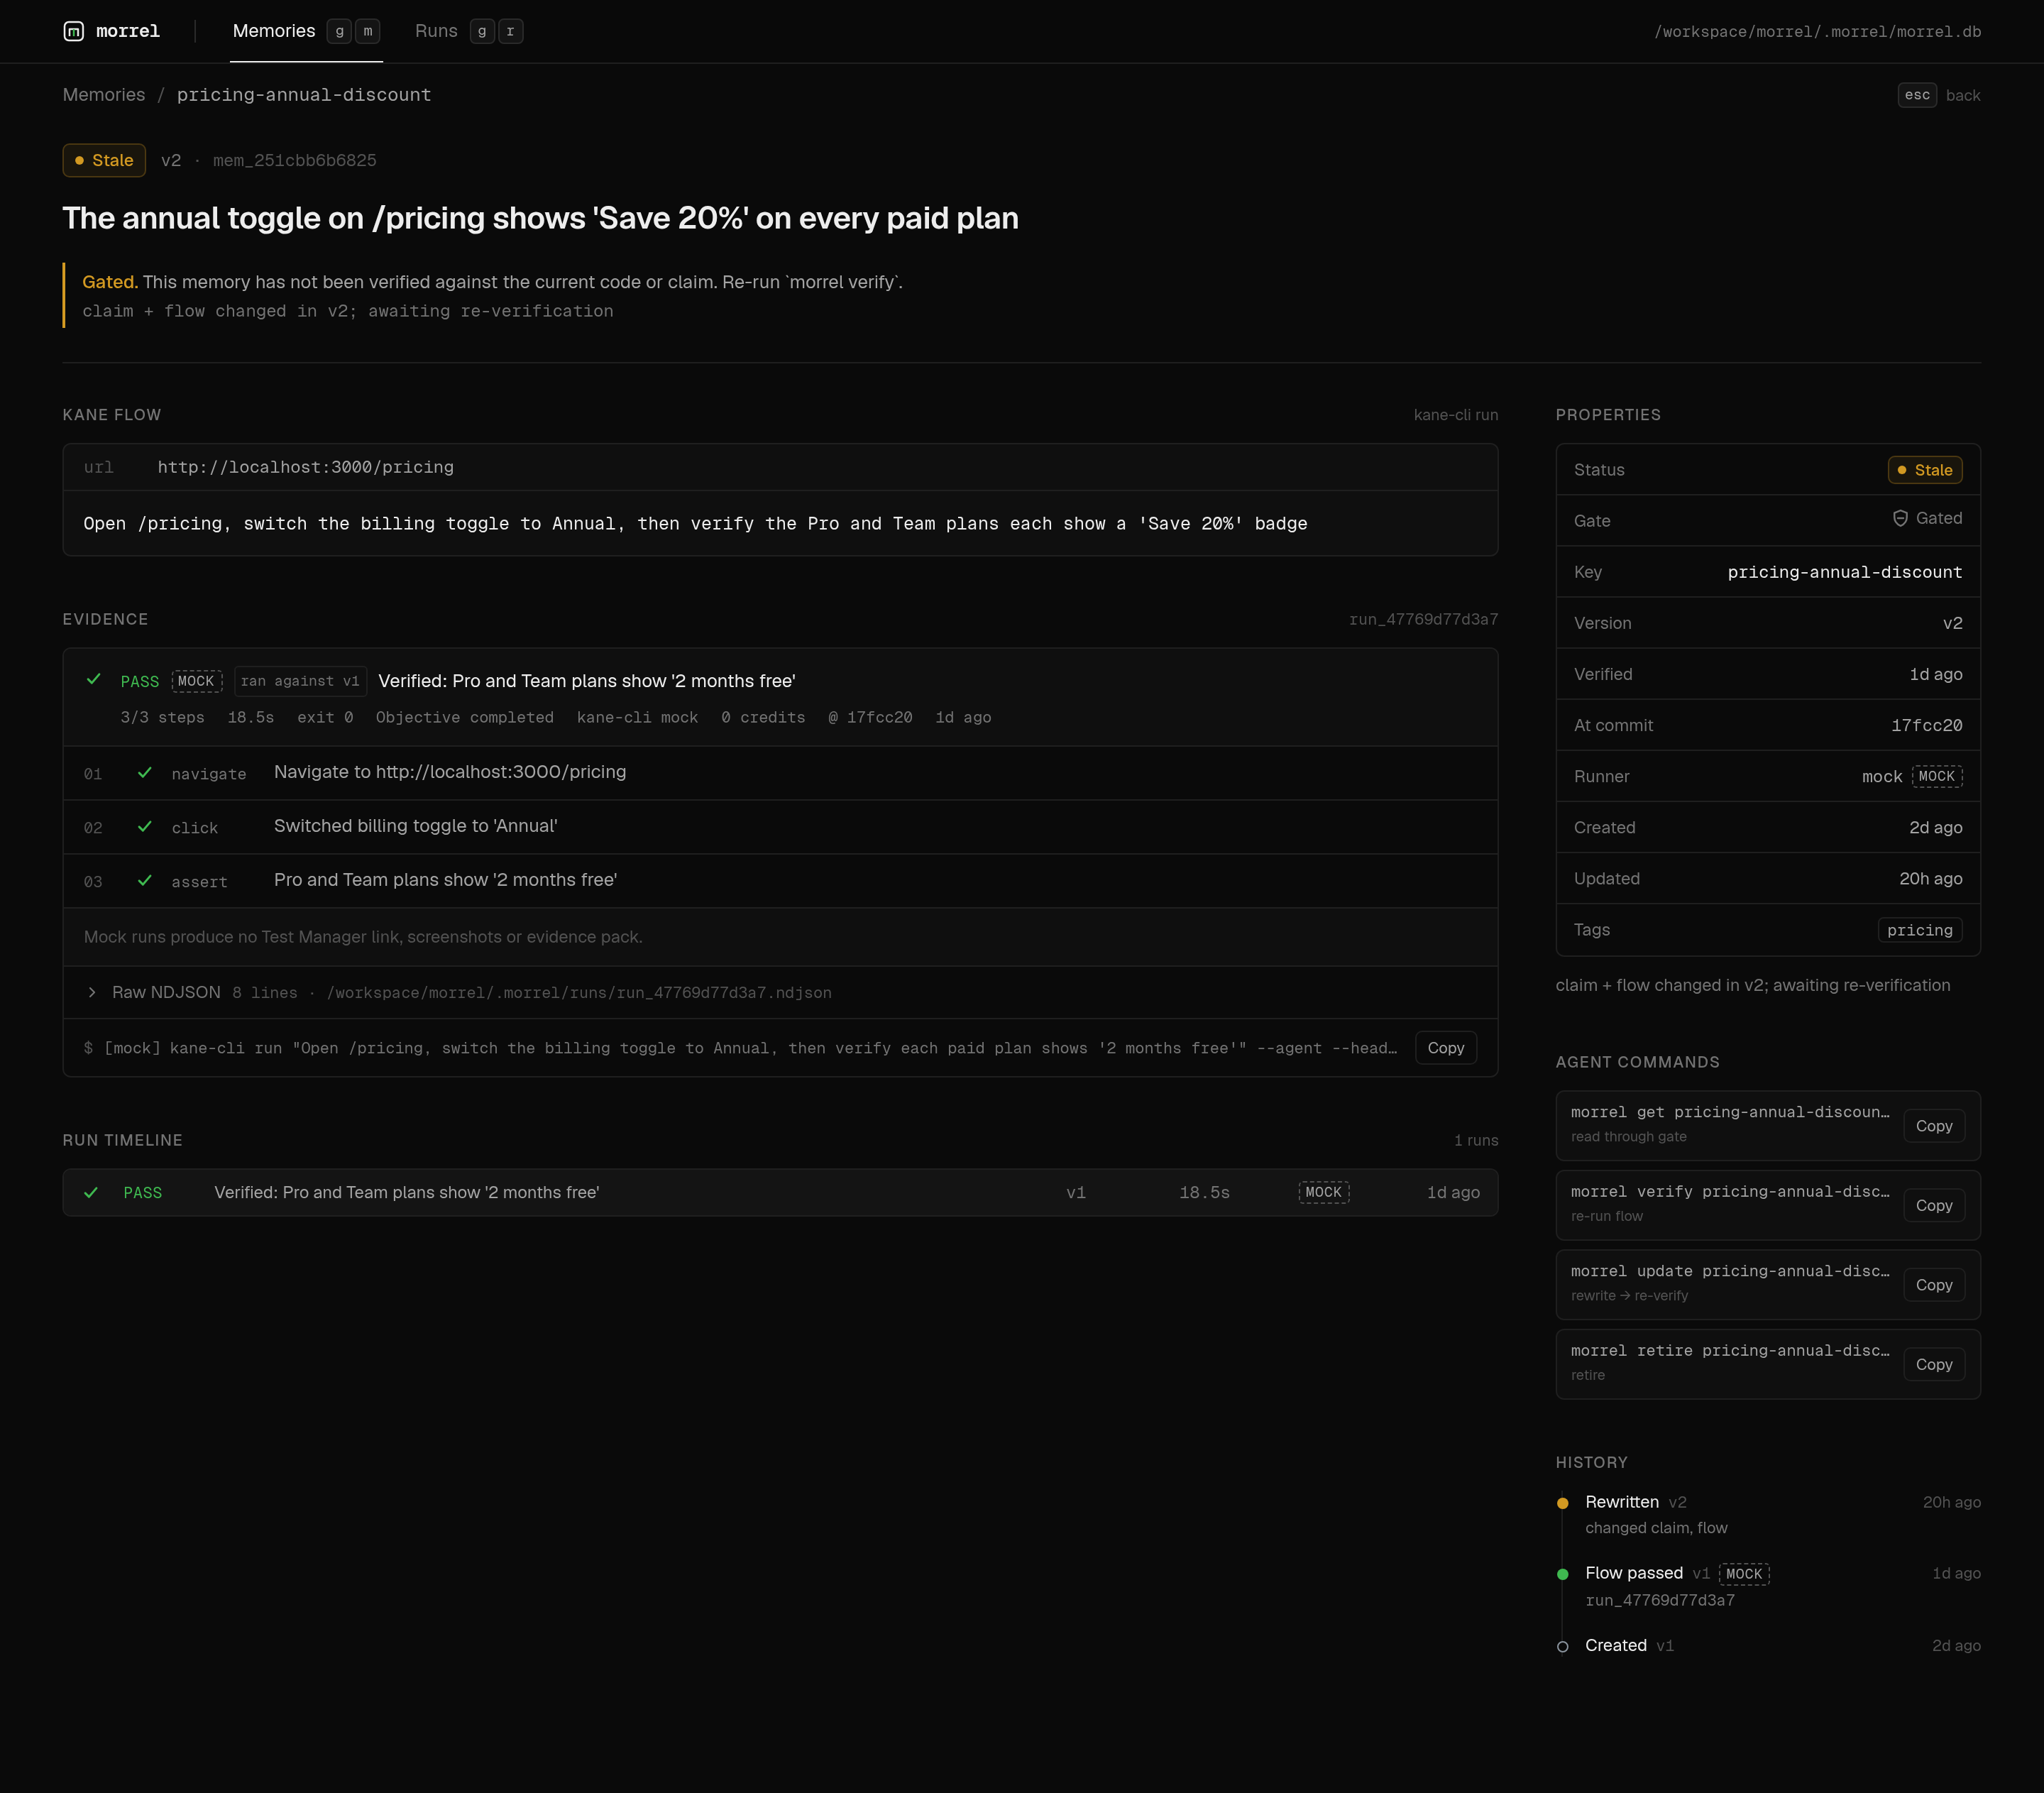 morrel
Memories g m
Runs g r
/workspace/morrel/.morrel/morrel.db
Memories / pricing-annual-discount
esc back
Stale v2 · mem_251cbb6b6825
The annual toggle on /pricing shows 'Save 20%' on every paid plan
Gated. This memory has not been verified against the current code or claim. Re-run `morrel verify`.
claim + flow changed in v2; awaiting re-verification
KANE FLOW
kane-cli run
url http://localhost:3000/pricing
Open /pricing, switch the billing toggle to Annual, then verify the Pro and Team plans each show a 'Save 20%' badge
EVIDENCE
run_47769d77d3a7
PASS MOCK ran against v1 Verified: Pro and Team plans show '2 months free'
3/3 steps 18.5s exit 0 Objective completed kane-cli mock 0 credits @ 17fcc20 1d ago
01 navigate Navigate to http://localhost:3000/pricing
02 click Switched billing toggle to 'Annual'
03 assert Pro and Team plans show '2 months free'
Mock runs produce no Test Manager link, screenshots or evidence pack.
Raw NDJSON 8 lines · /workspace/morrel/.morrel/runs/run_47769d77d3a7.ndjson
$ [mock] kane-cli run "Open /pricing, switch the billing toggle to Annual, then verify each paid plan shows '2 months free'" --agent --head… Copy
RUN TIMELINE
1 runs
PASS Verified: Pro and Team plans show '2 months free' v1 18.5s MOCK 1d ago
PROPERTIES
Status Stale
Gate Gated
Key pricing-annual-discount
Version v2
Verified 1d ago
At commit 17fcc20
Runner mock MOCK
Created 2d ago
Updated 20h ago
Tags pricing
claim + flow changed in v2; awaiting re-verification
AGENT COMMANDS
morrel get pricing-annual-discoun… Copy
read through gate
morrel verify pricing-annual-disc… Copy
re-run flow
morrel update pricing-annual-disc… Copy
rewrite → re-verify
morrel retire pricing-annual-disc… Copy
retire
HISTORY
Rewritten v2 20h ago
changed claim, flow
Flow passed v1 MOCK 1d ago
run_47769d77d3a7
Created v1 2d ago